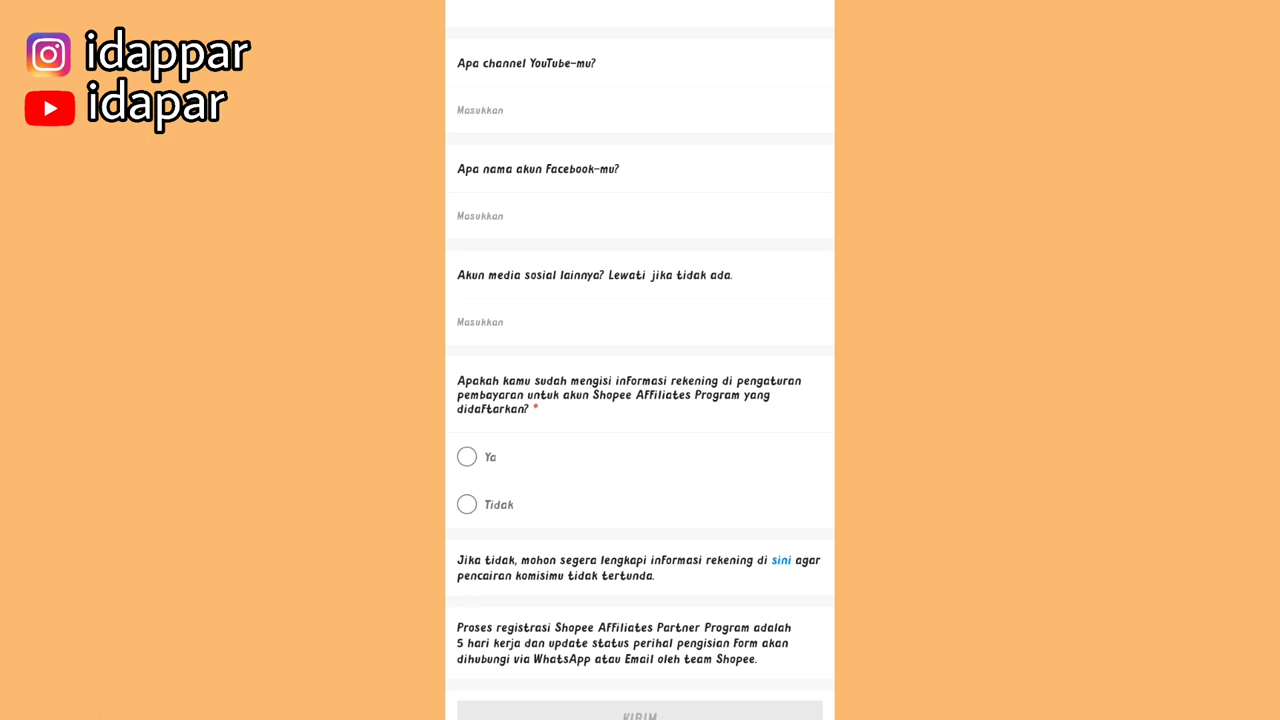 idappar
idapar
Apa channel YouTube-mu?
Masukkan
Apa nama akun Facebook-mu?
Masukkan
Akun media sosial lainnya? Lewati jika tidak ada.
Masukkan
Apakah kamu sudah mengisi informasi rekening di pengaturan
pembayaran untuk akun Shopee Affiliates Program yang
didaftarkan? *
Ya
Tidak
Jika tidak, mohon segera lengkapi informasi rekening di sini agar
pencairan komisimu tidak tertunda.
Proses registrasi Shopee Affiliates Partner Program adalah
5 hari kerja dan update status perihal pengisian Form akan
dihubungi via WhatsApp atau Email oleh team Shopee.
KIRIM